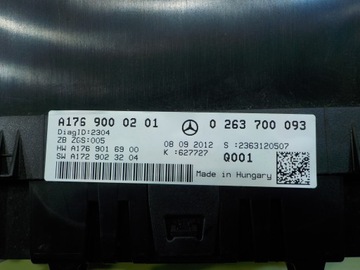 A176 900 02 01 0 263 700 093
DiagID:2304
ZB ZGS:005 08 09 2012 S :2363120507
HW A176 901 69 00 K :627727 Q001
SW A172 902 32 04
Made in Hungary